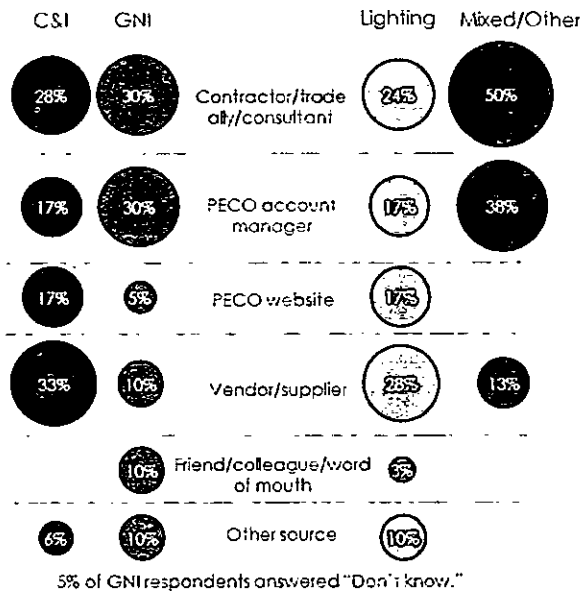 C&I GNI Lighting Mixed/Other
28% 30% Contractor/trade ally/consultant 24% 50%
17% 30% PECO account manager 17% 38%
17% 5% PECO website 17%
33% 10% Vendor/supplier 28% 13%
10% Friend/colleague/word of mouth 3%
6% 10% Other source 10%
5% of GNI respondents answered "Don't know."